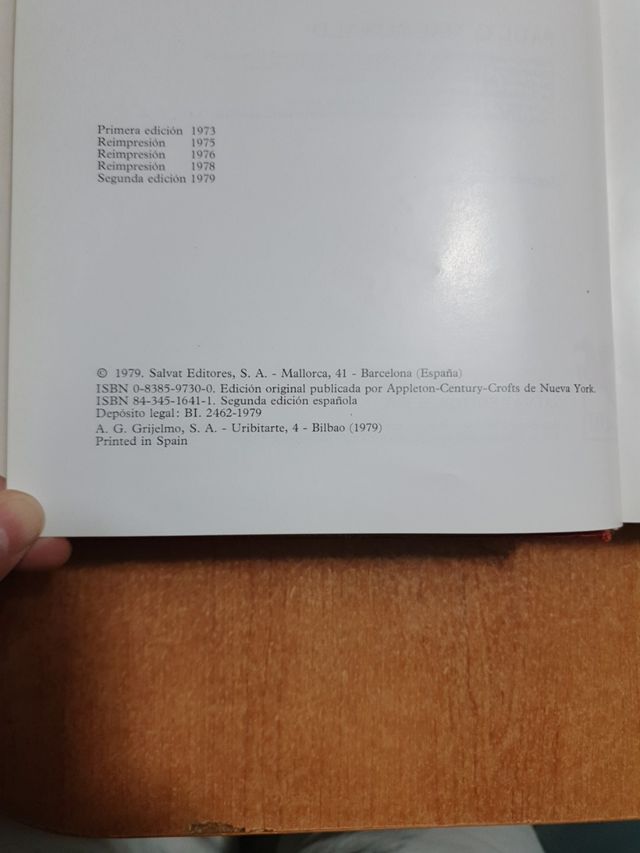 Primera edición 1973
Reimpresión 1975
Reimpresión 1976
Reimpresión 1978
Segunda edición 1979
© 1979. Salvat Editores, S. A. - Mallorca, 41 - Barcelona (España)
ISBN 0-8385-9730-0. Edición original publicada por Appleton-Century-Crofts de Nueva York.
ISBN 84-345-1641-1. Segunda edición española
Depósito legal: BI. 2462-1979
A. G. Grijelmo, S. A. - Uribitarte, 4 - Bilbao (1979)
Printed in Spain